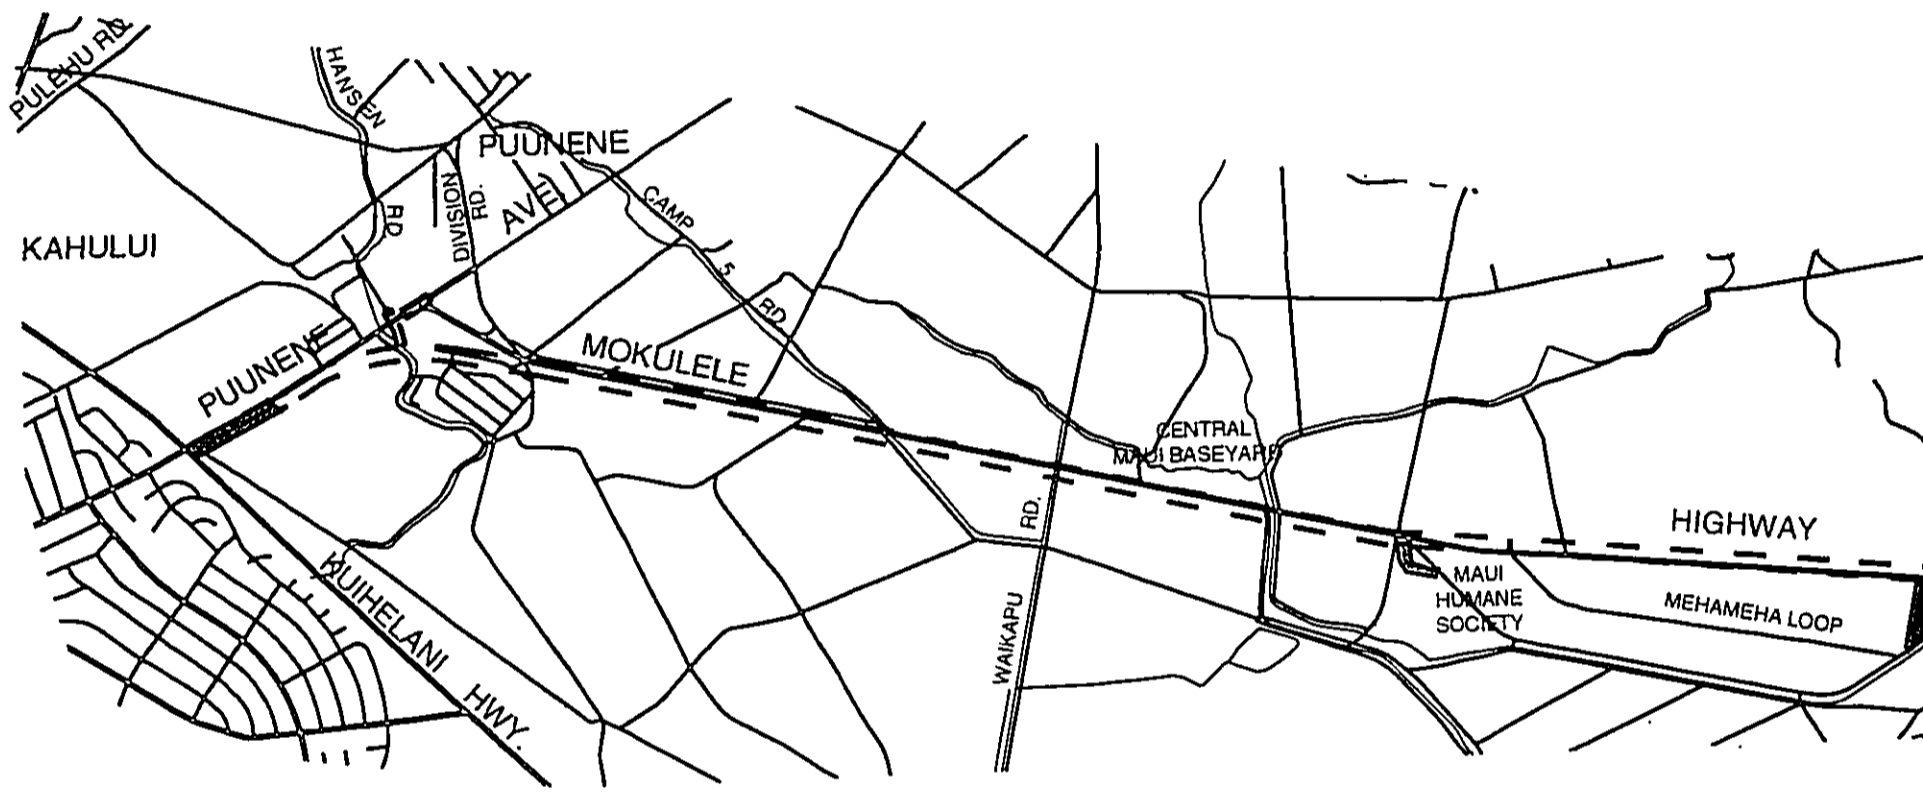 PULEHU RD
HANSEN
RD
PUUNENE
DIVISION
RD.
AV
CAMP
5
RD.
KAHULUI
PUUNENE
MOKULELE
CENTRAL
MAUI BASEYARD
RD.
WAIKAPU
HIGHWAY
MAUI
HUMANE
SOCIETY
MEHAMEHA LOOP
KUIHELANI
HWY.